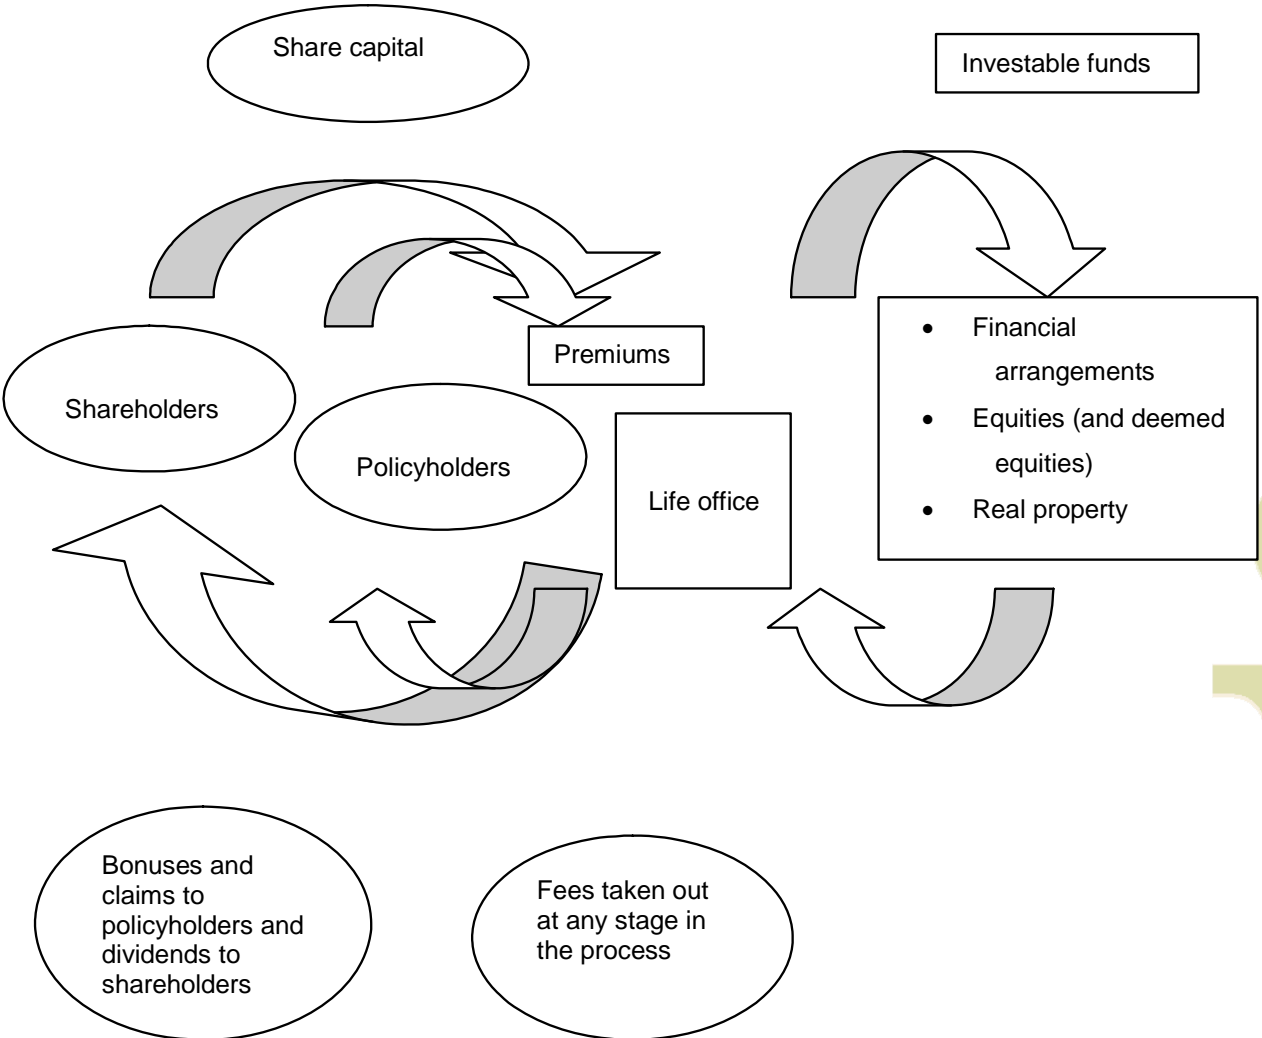 Share capital
Investable funds
Premiums
Shareholders
Policyholders
Life office
• Financial
arrangements
• Equities (and deemed
equities)
• Real property
Bonuses and
claims to
policyholders and
dividends to
shareholders
Fees taken out
at any stage in
the process